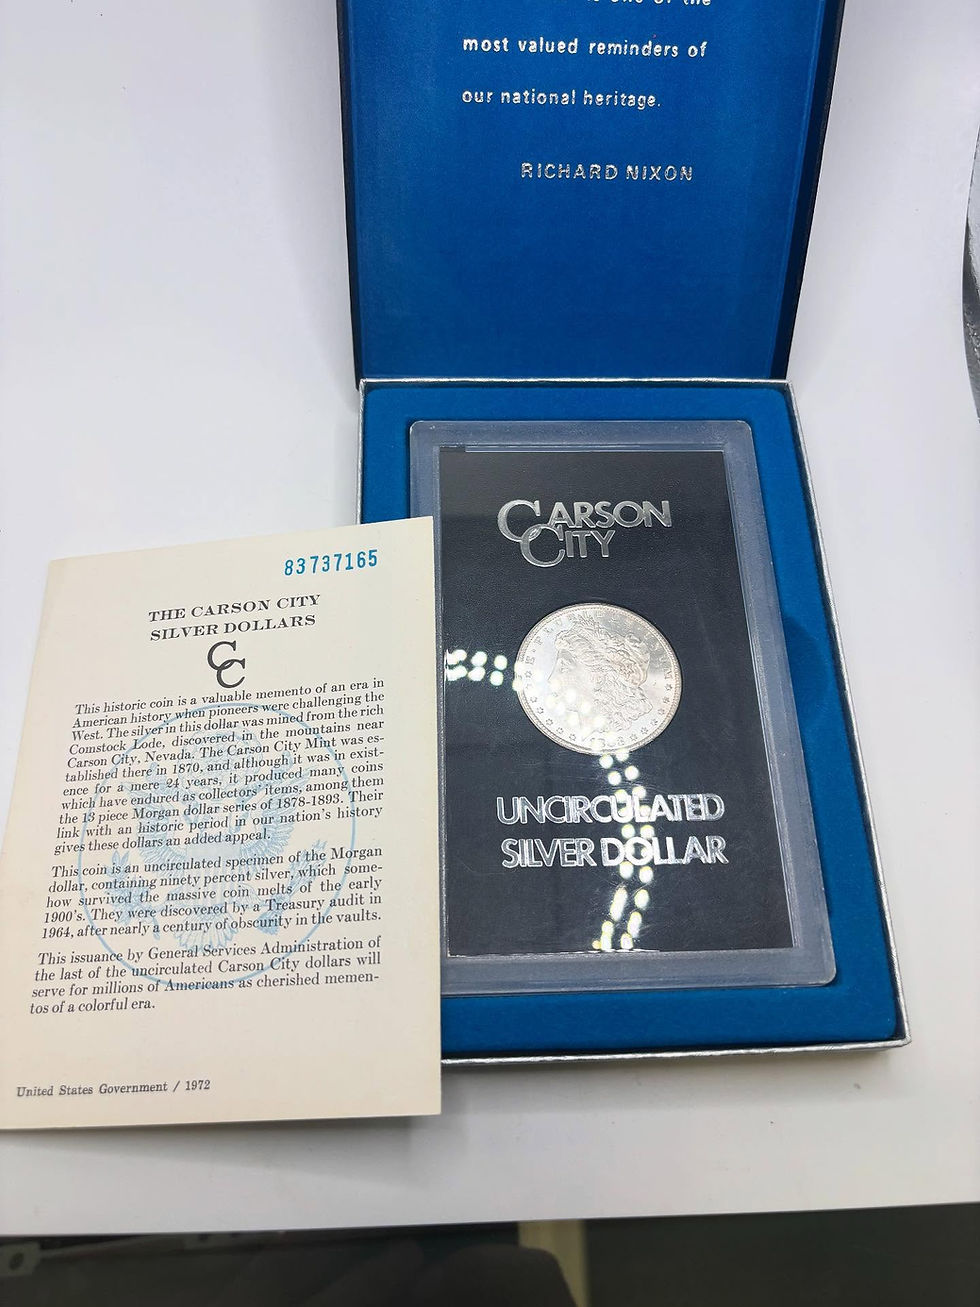 is one of the
most valued reminders of
our national heritage.
RICHARD NIXON
CARSON
CITY
E PLURIBUS UNUM
UNCIRCULATED
SILVER DOLLAR
83737165
THE CARSON CITY
SILVER DOLLARS
CC
This historic coin is a valuable memento of an era in
American history when pioneers were challenging the
West. The silver in this dollar was mined from the rich
Comstock Lode, discovered in the mountains near
Carson City, Nevada. The Carson City Mint was es-
tablished there in 1870, and although it was in exist-
ence for a mere 24 years, it produced many coins
which have endured as collectors' items, among them
the 13 piece Morgan dollar series of 1878-1893. Their
link with an historic period in our nation's history
gives these dollars an added appeal.
This coin is an uncirculated specimen of the Morgan
dollar, containing ninety percent silver, which some-
how survived the massive coin melts of the early
1900's. They were discovered by a Treasury audit in
1964, after nearly a century of obscurity in the vaults.
This issuance by General Services Administration of
the last of the uncirculated Carson City dollars will
serve for millions of Americans as cherished memen-
tos of a colorful era.
United States Government / 1972